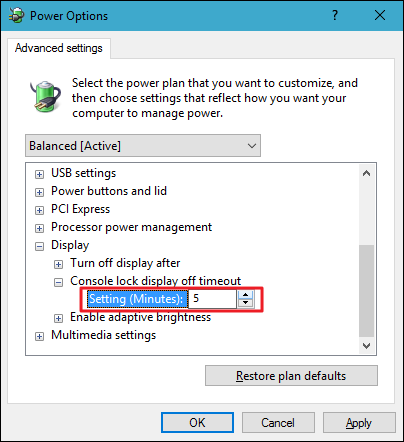 Power Options
Advanced settings
Select the power plan that you want to customize, and
then choose settings that reflect how you want your
computer to manage power.
Balanced [Active]
USB settings
Power buttons and lid
PCI Express
Processor power management
Display
Turn off display after
Console lock display off timeout
Setting (Minutes): 5
Enable adaptive brightness
Multimedia settings
Restore plan defaults
OK Cancel Apply